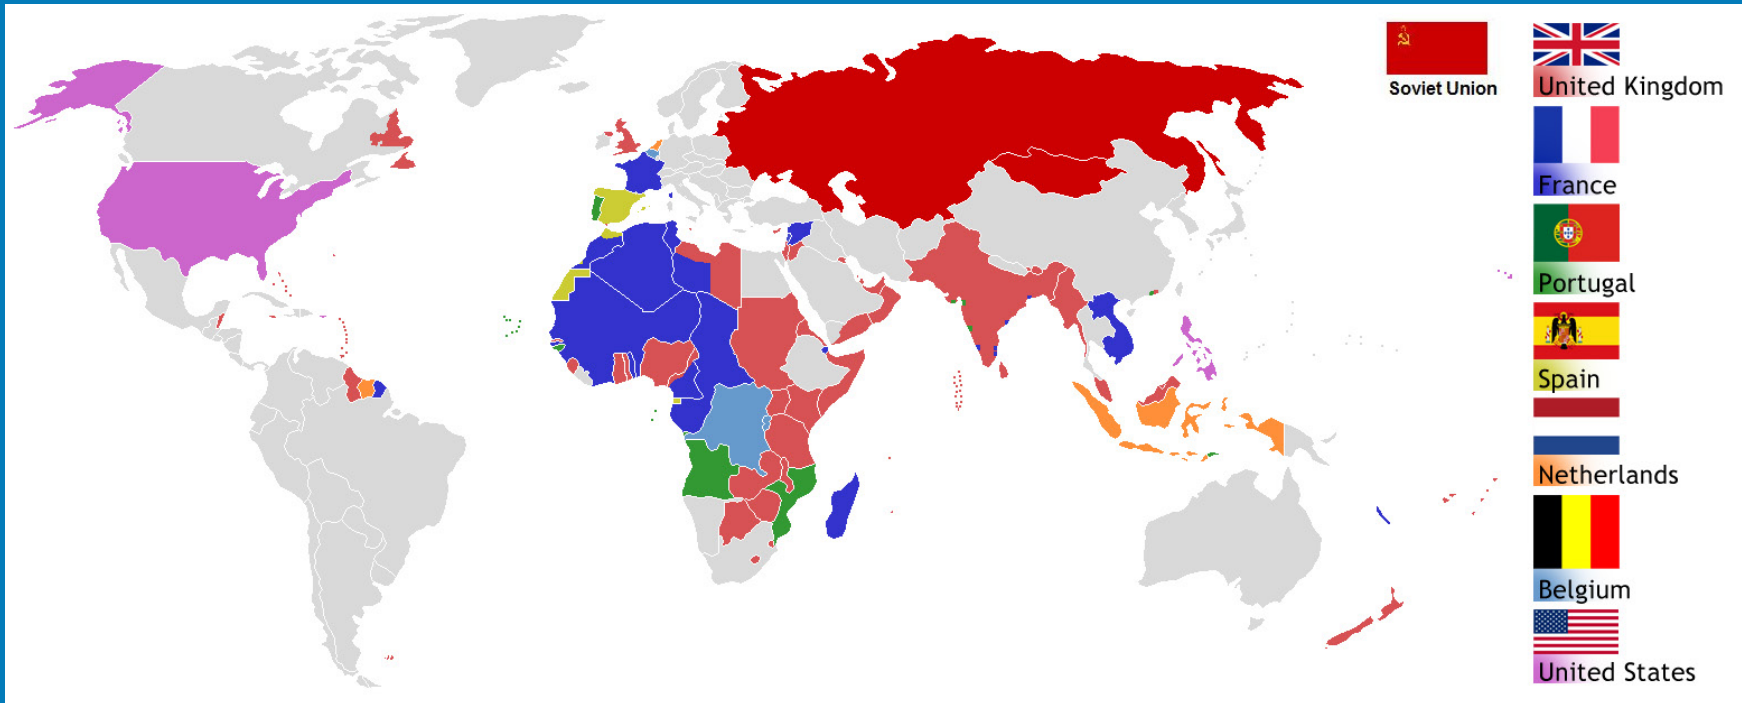 Soviet Union
United Kingdom
France
Portugal
Spain
Netherlands
Belgium
United States